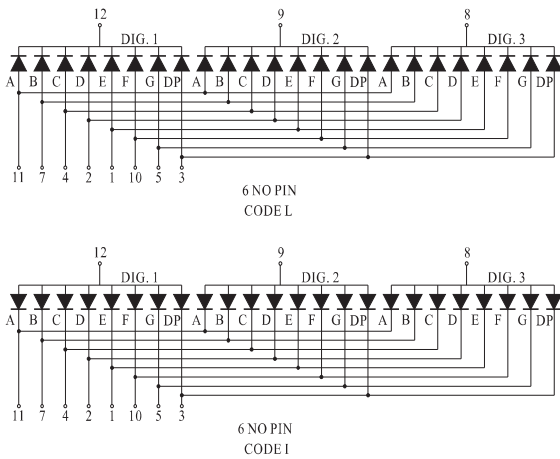 12 9 8
DIG. 1 DIG. 2 DIG. 3
A B C D E F G DP A B C D E F G DP A B C D E F G DP
11 7 4 2 1 10 5 3
6 NO PIN
CODE L
12 9 8
DIG. 1 DIG. 2 DIG. 3
A B C D E F G DP A B C D E F G DP A B C D E F G DP
11 7 4 2 1 10 5 3
6 NO PIN
CODE I